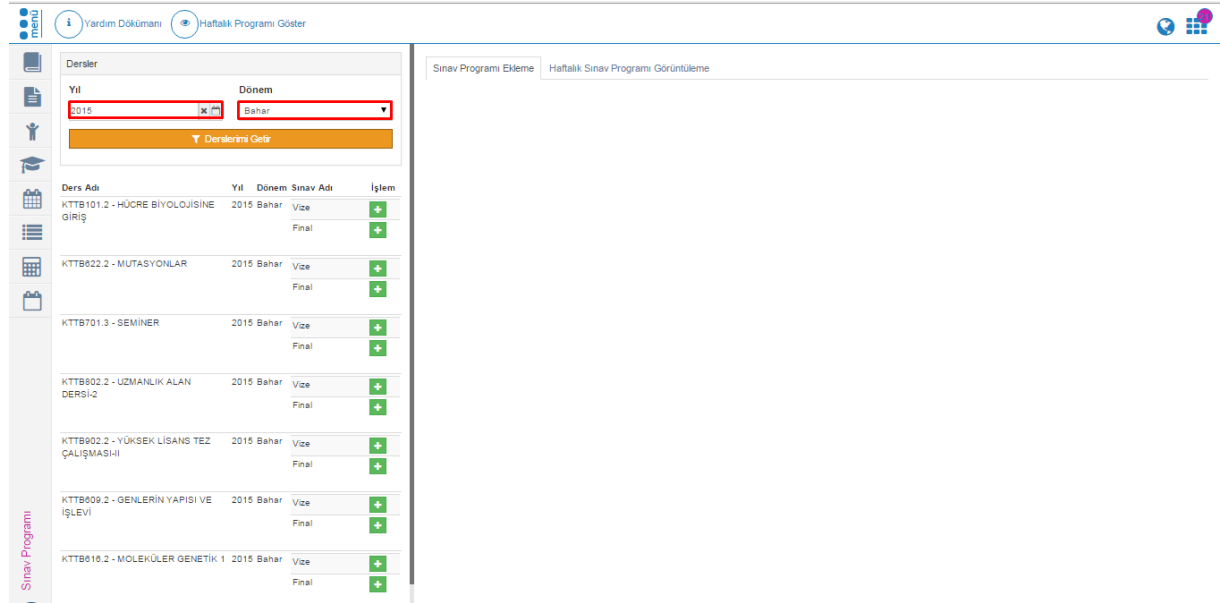 menü
i Yardım Dökümanı Haftalık Programı Göster
Dersler
Yıl Dönem
2015 Bahar
Derslerimi Getir
Sınav Programı Ekleme Haftalık Sınav Programı Görüntüleme
Ders Adı Yıl Dönem Sınav Adı İşlem
KTTB101.2 - HÜCRE BİYOLOJİSİNE 2015 Bahar Vize
GİRİŞ
Final
KTTB622.2 - MUTASYONLAR 2015 Bahar Vize
Final
KTTB701.3 - SEMİNER 2015 Bahar Vize
Final
KTTB802.2 - UZMANLIK ALAN 2015 Bahar Vize
DERSİ-2
Final
KTTB902.2 - YÜKSEK LİSANS TEZ 2015 Bahar Vize
ÇALIŞMASI-II
Final
KTTB609.2 - GENLERİN YAPISI VE 2015 Bahar Vize
İŞLEVİ
Final
KTTB616.2 - MOLEKÜLER GENETİK 1 2015 Bahar Vize
Final
Sınav Programı